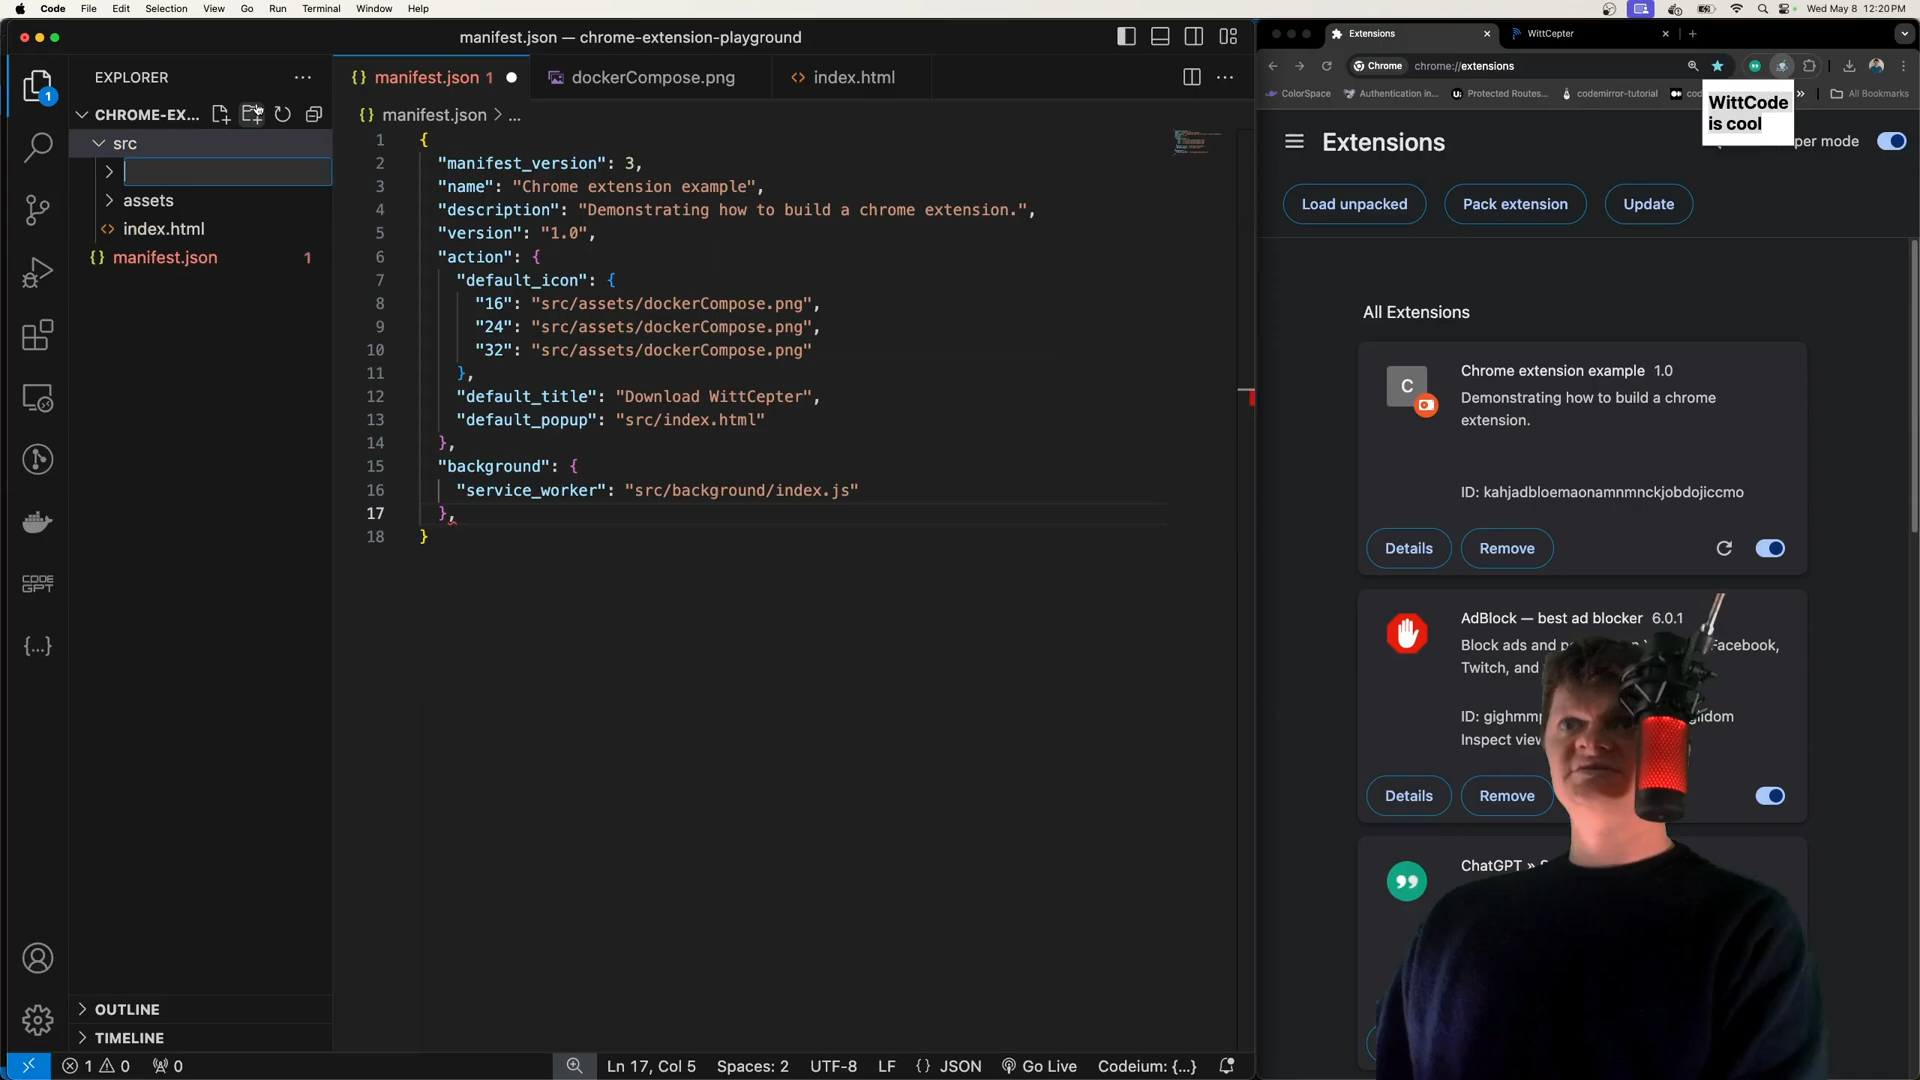 Code File Edit Selection View Go Run Terminal Window Help
Wed May 8 12:20 PM
manifest.json — chrome-extension-playground
EXPLORER
CHROME-EX...
src
assets
index.html
manifest.json 1
OUTLINE
TIMELINE
1
CODE
GPT
{...}
manifest.json 1
dockerCompose.png
index.html
manifest.json > ...
1 {
2 "manifest_version": 3,
3 "name": "Chrome extension example",
4 "description": "Demonstrating how to build a chrome extension.",
5 "version": "1.0",
6 "action": {
7 "default_icon": {
8 "16": "src/assets/dockerCompose.png",
9 "24": "src/assets/dockerCompose.png",
10 "32": "src/assets/dockerCompose.png"
11 },
12 "default_title": "Download WittCepter",
13 "default_popup": "src/index.html"
14 },
15 "background": {
16 "service_worker": "src/background/index.js"
17 },
18 }
1 0 0
Ln 17, Col 5 Spaces: 2 UTF-8 LF {} JSON Go Live Codeium: {...}
Extensions
WittCepter
Chrome chrome://extensions
ColorSpace Authentication in... Protected Routes... codemirror-tutorial » All Bookmarks
WittCode
is cool
Extensions
per mode
Load unpacked Pack extension Update
All Extensions
C
Chrome extension example 1.0
Demonstrating how to build a chrome
extension.
ID: kahjadbloemaonamnmnckjobdojiccmo
Details Remove
AdBlock — best ad blocker 6.0.1
Block ads and Facebook,
Twitch, and
ID:
Inspect
Details Remove
ChatGPT »